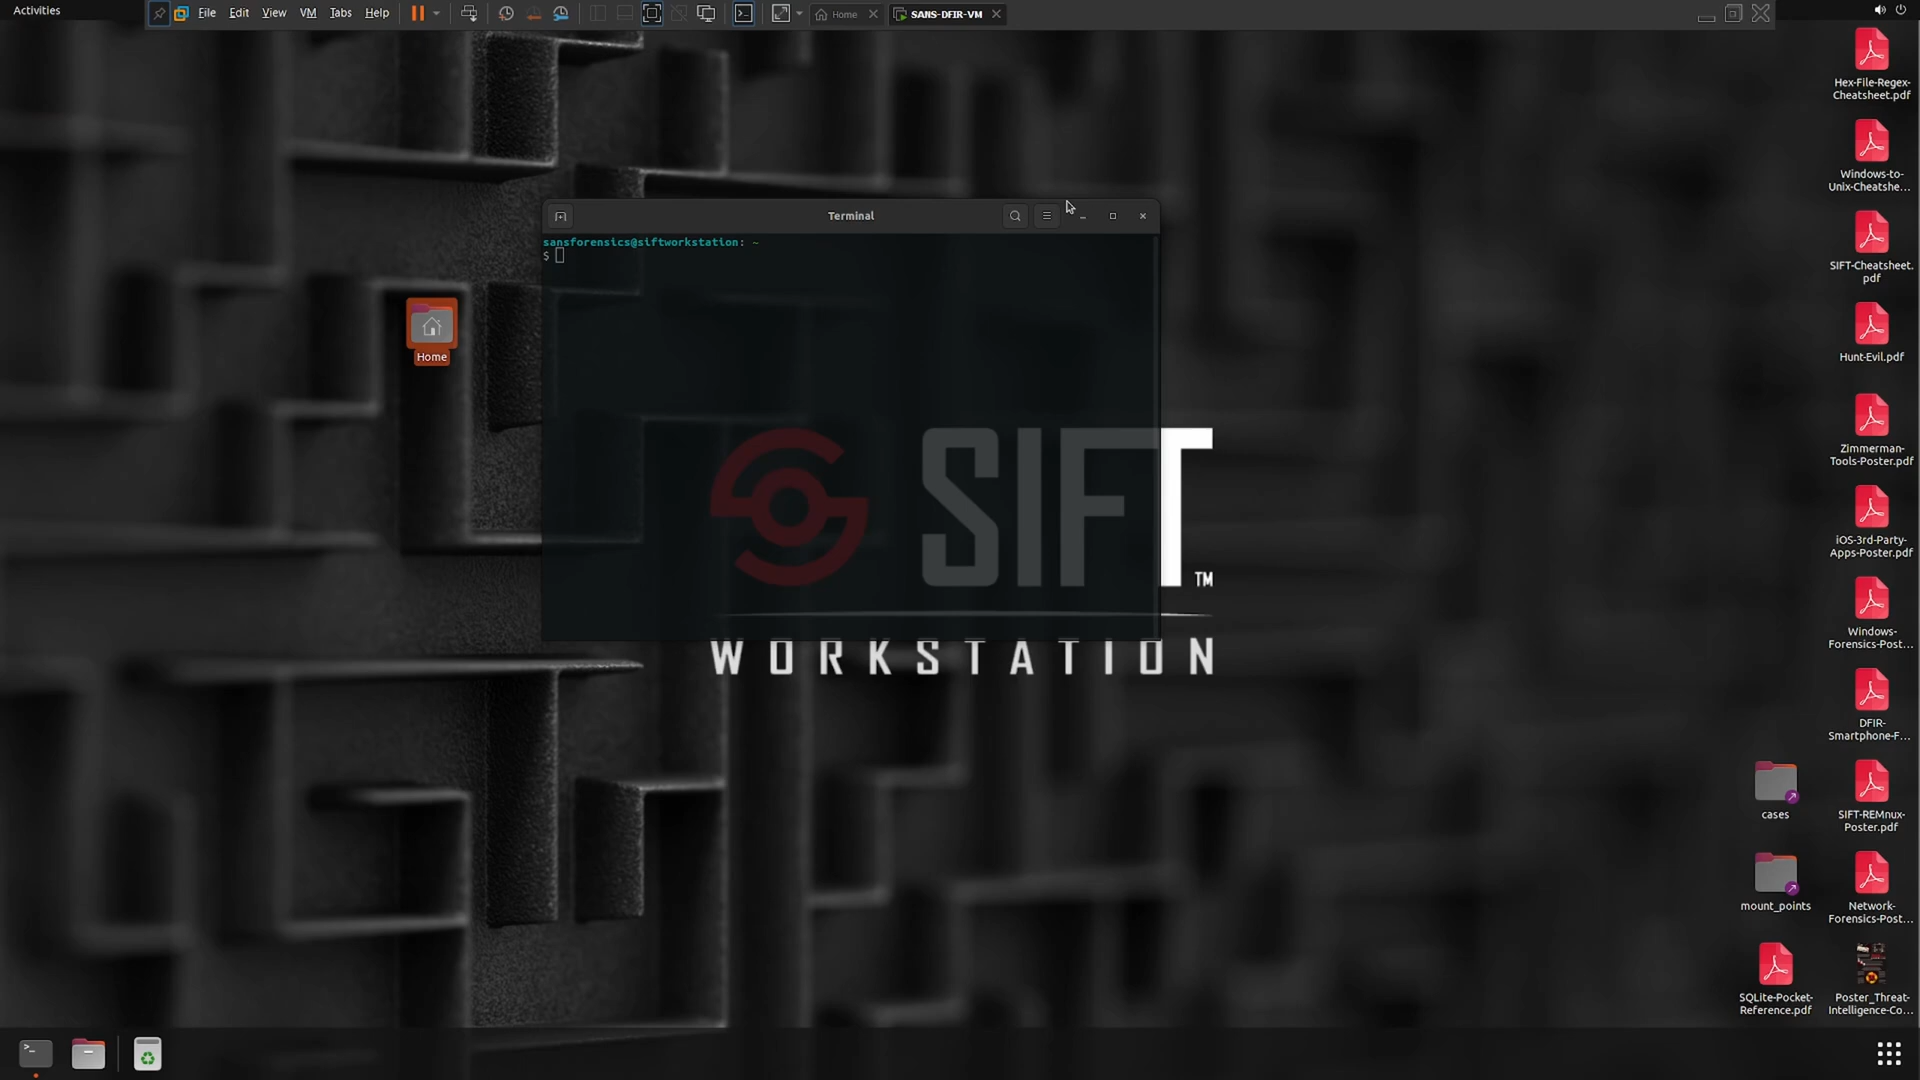 Activities
File Edit View VM Tabs Help
Home
SANS-DFIR-VM
Hex-File-Regex-
Cheatsheet.pdf
Windows-to-
Unix-Cheatshe...
Terminal
sansforensics@siftworkstation: ~
$
SIFT-Cheatsheet.
pdf
Home
Hunt-Evil.pdf
Zimmerman-
Tools-Poster.pdf
SIFT
TM
WORKSTATION
iOS-3rd-Party-
Apps-Poster.pdf
Windows-
Forensics-Post...
DFIR-
Smartphone-F...
cases
SIFT-REMnux-
Poster.pdf
mount_points
Network-
Forensics-Post...
SQLite-Pocket-
Reference.pdf
Poster_Threat-
Intelligence-Co...